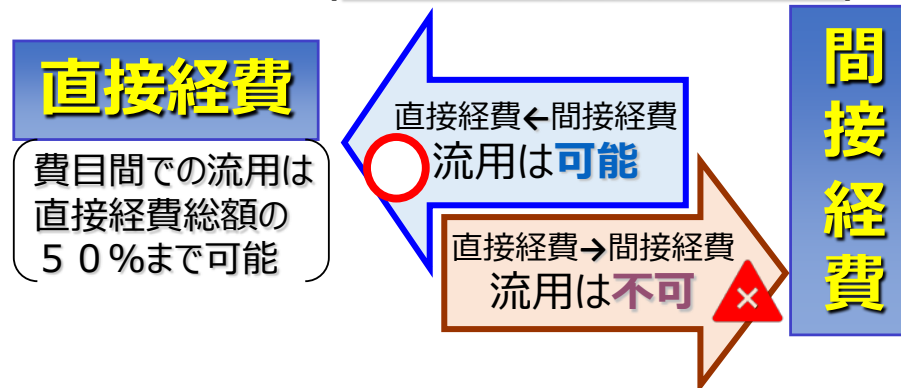 直接経費
費目間での流用は
直接経費総額の
５０％まで可能
直接経費←間接経費
流用は可能
直接経費→間接経費
流用は不可
×
間接経費